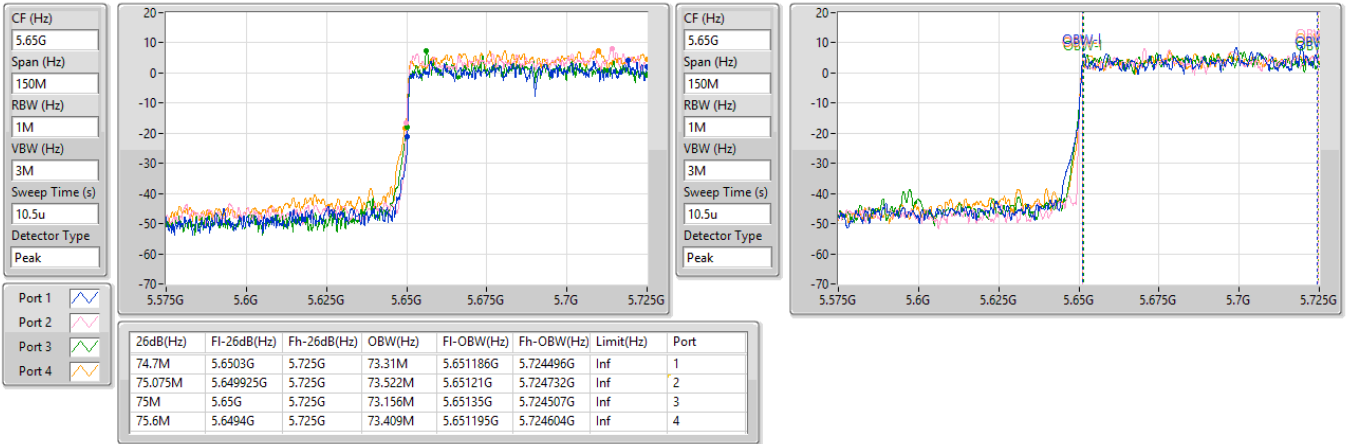 CF (Hz)
5.65G
Span (Hz)
150M
RBW (Hz)
1M
VBW (Hz)
3M
Sweep Time (s)
10.5u
Detector Type
Peak
20
10
0
-10
-20
-30
-40
-50
-60
-70
5.575G 5.6G 5.625G 5.65G 5.675G 5.7G 5.725G
CF (Hz)
5.65G
Span (Hz)
150M
RBW (Hz)
1M
VBW (Hz)
3M
Sweep Time (s)
10.5u
Detector Type
Peak
20
10
0
-10
-20
-30
-40
-50
-60
-70
OBW-l
OBW
5.575G 5.6G 5.625G 5.65G 5.675G 5.7G 5.725G
Port 1
Port 2
Port 3
Port 4
26dB(Hz) Fl-26dB(Hz) Fh-26dB(Hz) OBW(Hz) Fl-OBW(Hz) Fh-OBW(Hz) Limit(Hz) Port
74.7M 5.6503G 5.725G 73.31M 5.651186G 5.724496G Inf 1
75.075M 5.649925G 5.725G 73.522M 5.65121G 5.724732G Inf 2
75M 5.65G 5.725G 73.156M 5.65135G 5.724507G Inf 3
75.6M 5.6494G 5.725G 73.409M 5.651195G 5.724604G Inf 4